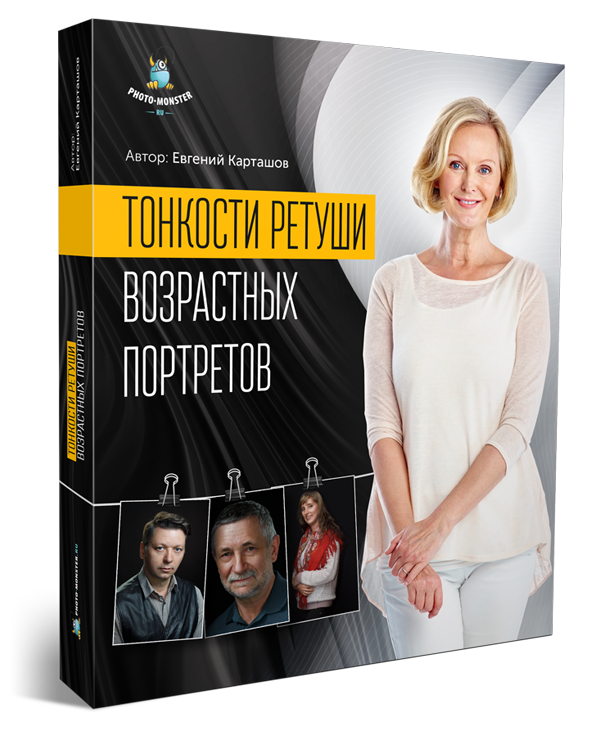 PHOTO-MONSTER
RU
Автор: Евгений Карташов
ТОНКОСТИ РЕТУШИ
ВОЗРАСТНЫХ
ПОРТРЕТОВ
Автор:
Евгений Карташов
ТОНКОСТИ РЕТУШИ
ВОЗРАСТНЫХ ПОРТРЕТОВ
PHOTO-MONSTER.RU